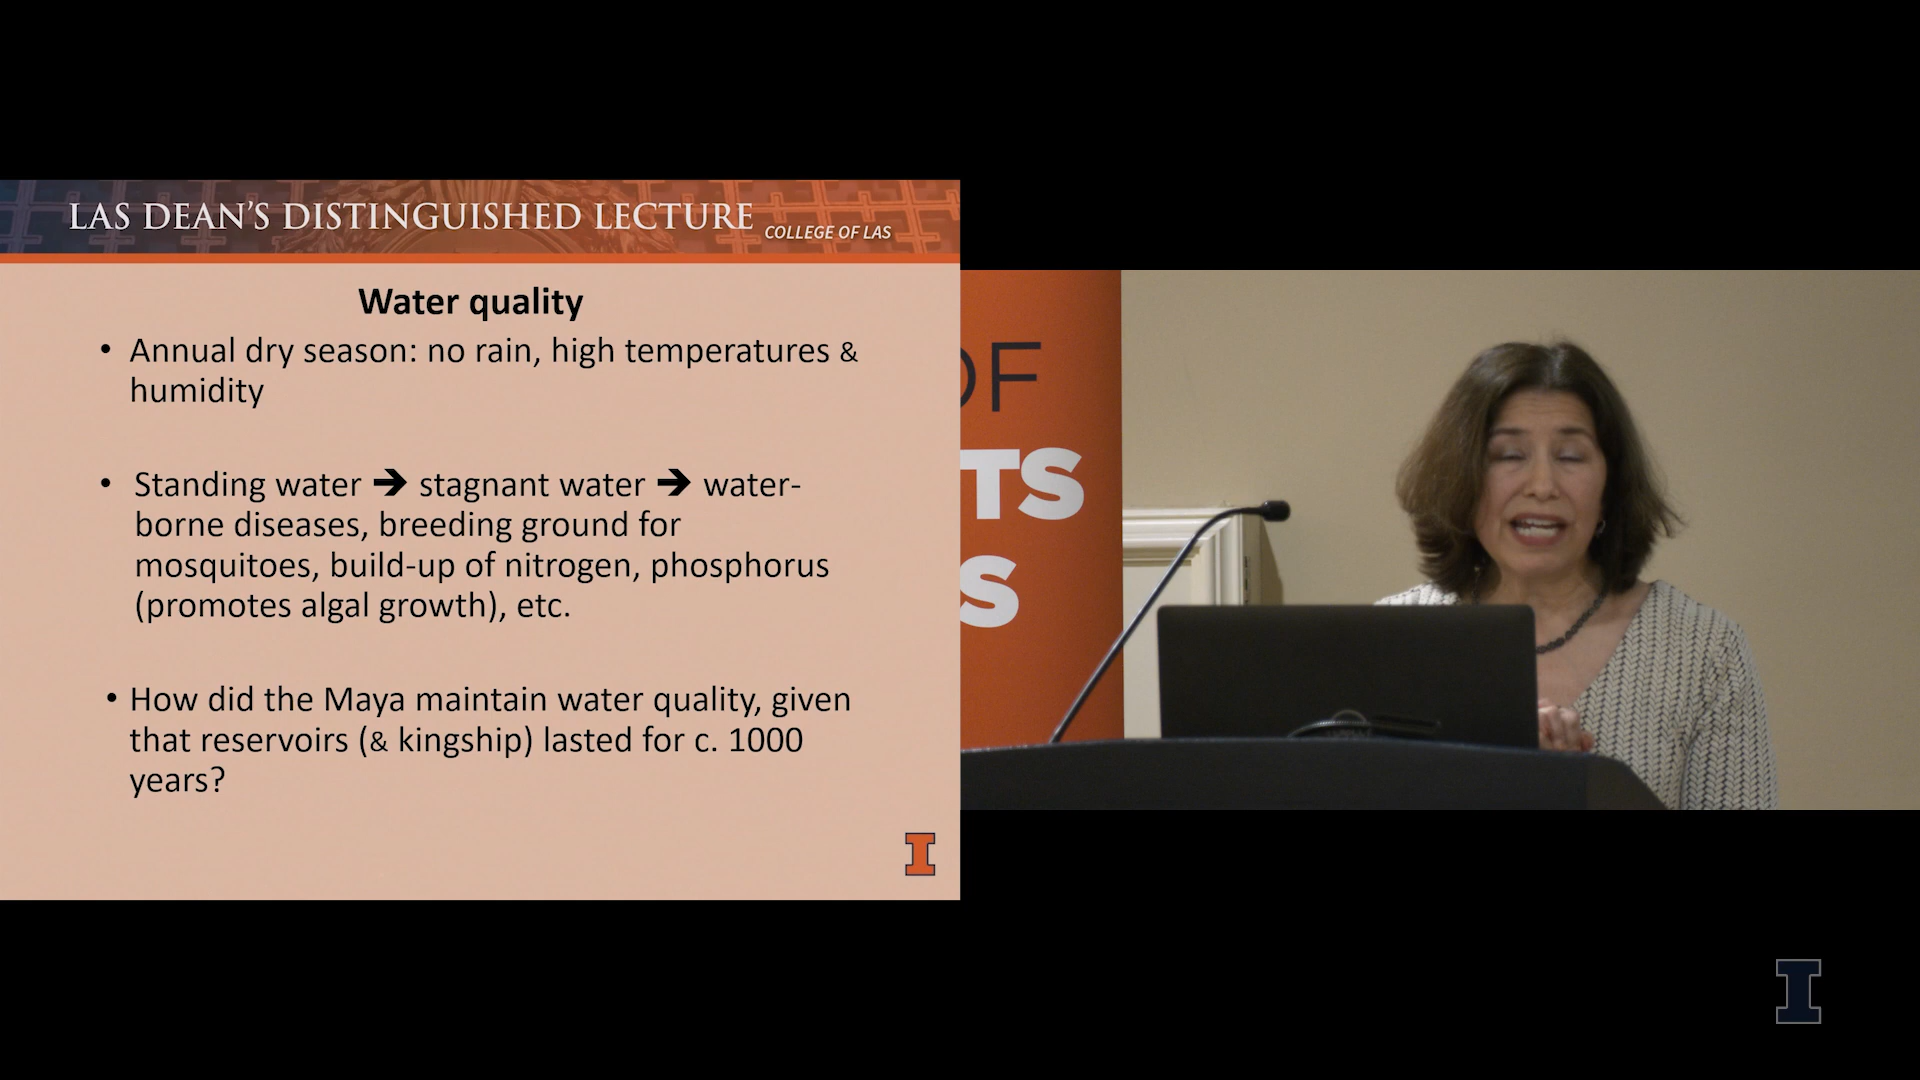 LAS DEAN'S DISTINGUISHED LECTURE COLLEGE OF LAS
Water quality
• Annual dry season: no rain, high temperatures &
humidity
• Standing water ➔ stagnant water ➔ water-
borne diseases, breeding ground for
mosquitoes, build-up of nitrogen, phosphorus
(promotes algal growth), etc.
• How did the Maya maintain water quality, given
that reservoirs (& kingship) lasted for c. 1000
years?
I
OF
TS
S
I